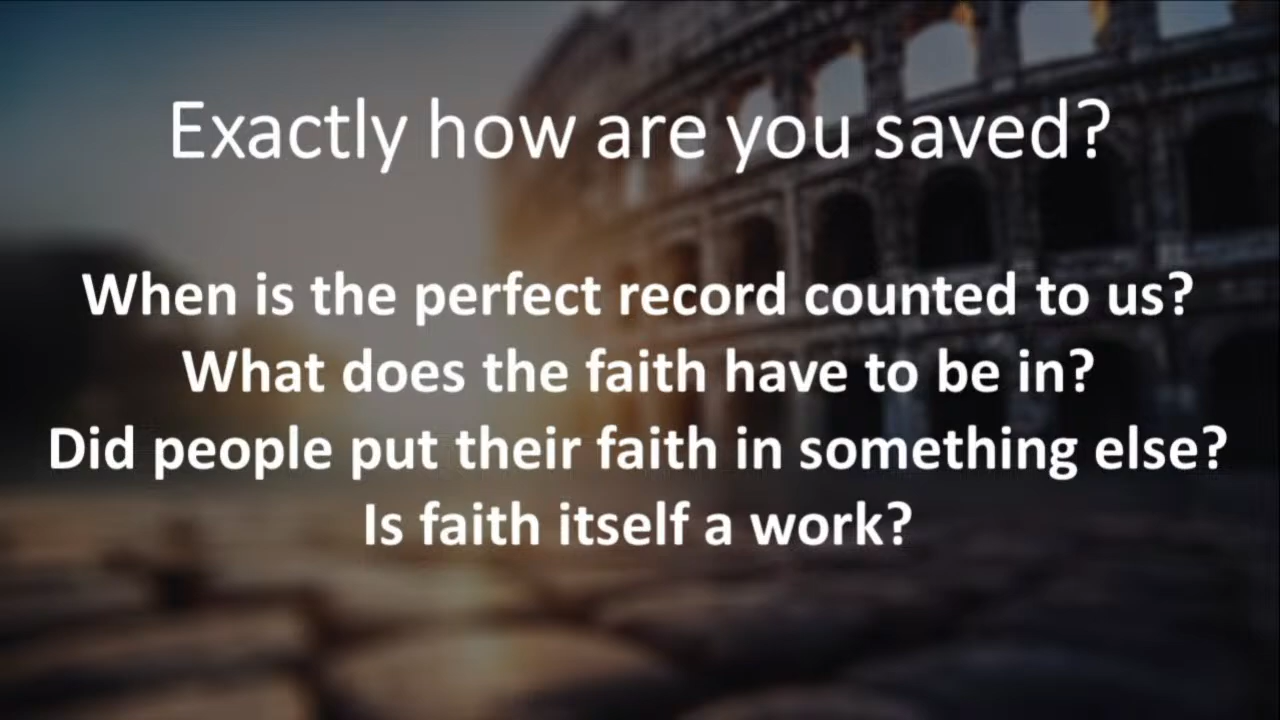 Exactly how are you saved?
When is the perfect record counted to us?
What does the faith have to be in?
Did people put their faith in something else?
Is faith itself a work?